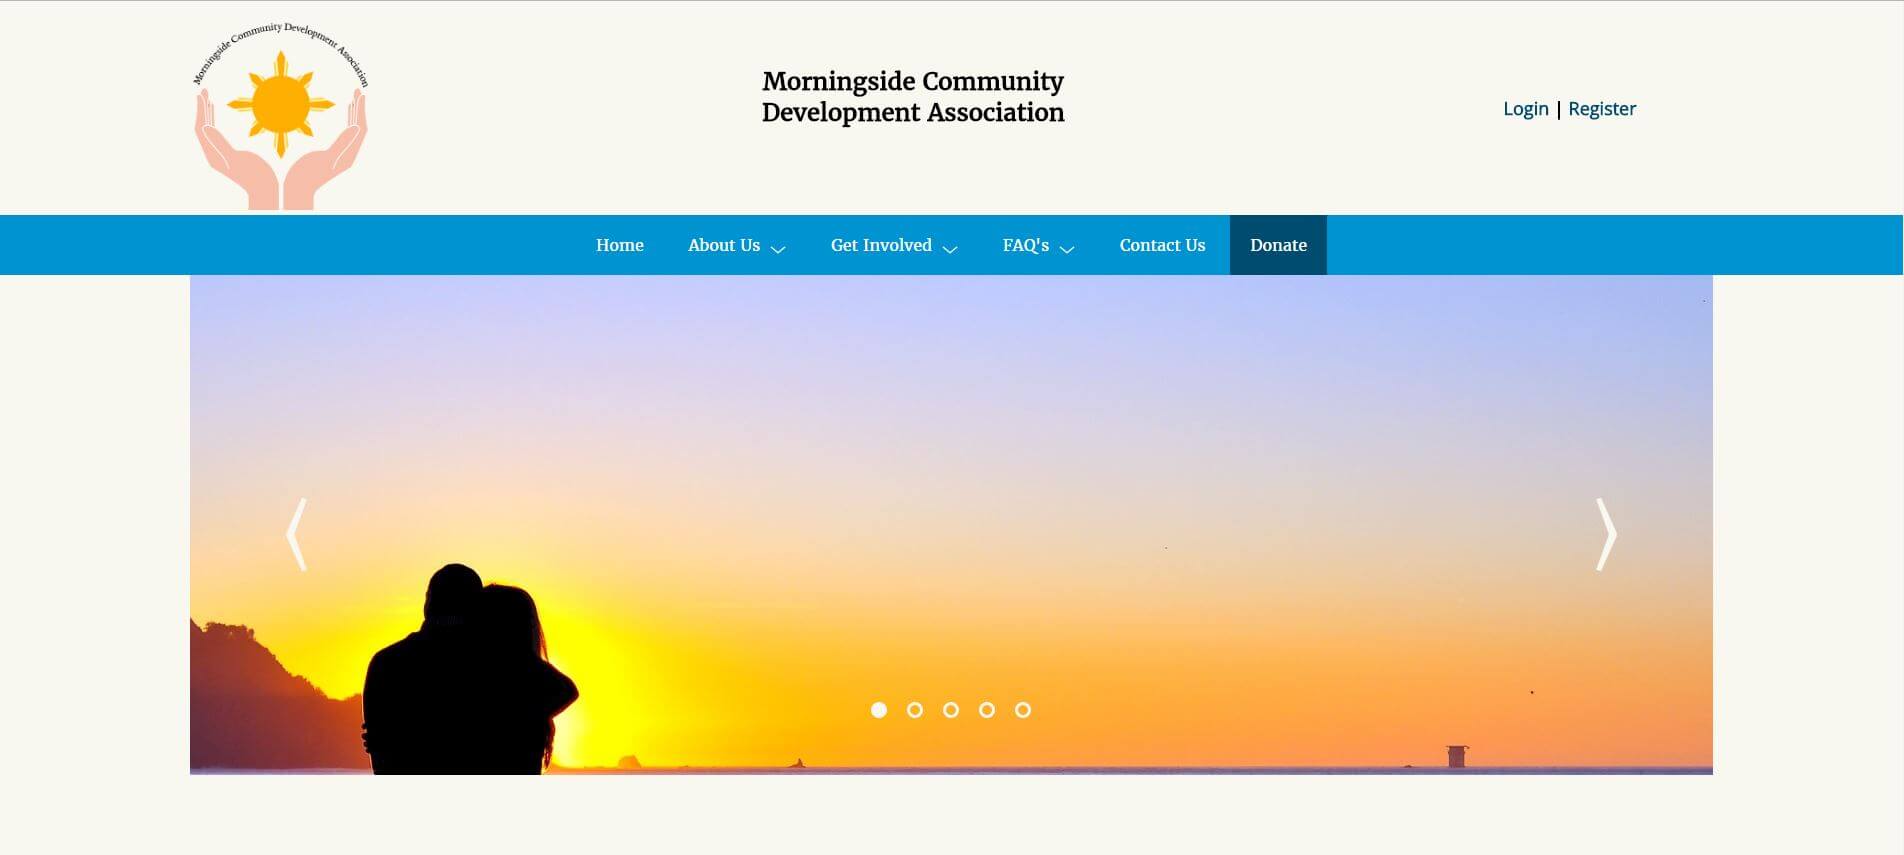 Morningside Community Development Association
Morningside Community
Development Association
Login | Register
Home About Us Get Involved FAQ's Contact Us Donate